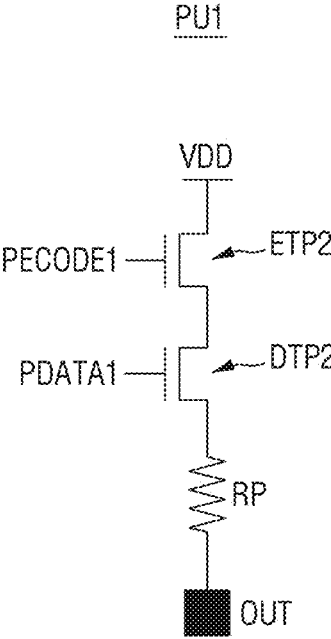 PU1
VDD
PECODE1
ETP2
PDATA1
DTP2
RP
OUT